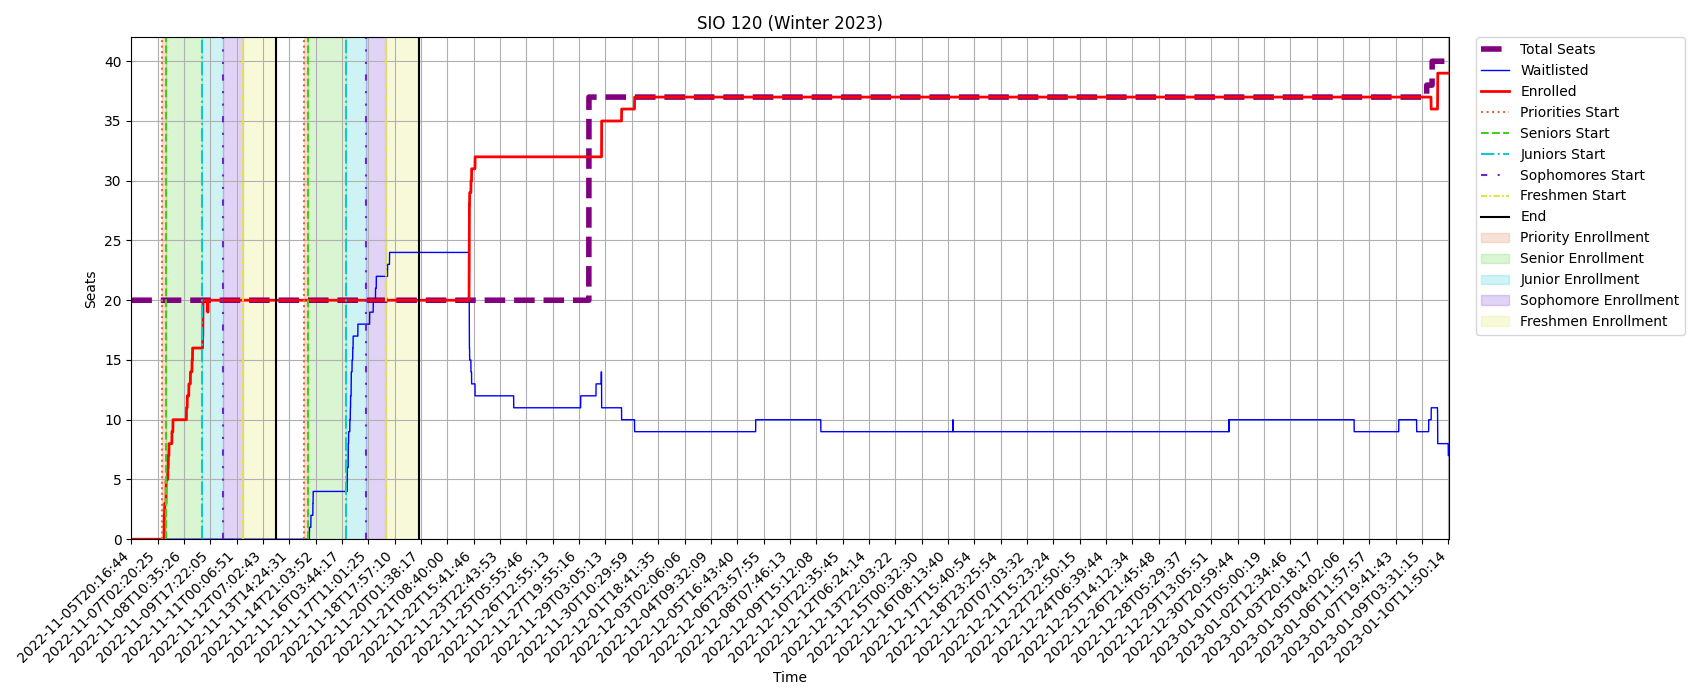 SIO 120 (Winter 2023)
Seats
40
35
30
25
20
15
10
5
0
2022-11-05T20:16:44
2022-11-07T02:20:25
2022-11-08T10:35:26
2022-11-09T17:22:05
2022-11-11T00:06:51
2022-11-12T07:02:43
2022-11-13T14:24:31
2022-11-14T21:03:52
2022-11-16T03:44:17
2022-11-17T11:01:25
2022-11-18T17:57:10
2022-11-20T01:38:17
2022-11-21T08:40:00
2022-11-22T15:41:46
2022-11-23T22:43:53
2022-11-25T05:55:46
2022-11-26T12:55:13
2022-11-27T19:55:16
2022-11-29T03:05:13
2022-11-30T10:29:59
2022-12-01T18:41:35
2022-12-03T02:06:06
2022-12-04T09:32:09
2022-12-05T16:43:40
2022-12-06T23:57:55
2022-12-08T07:46:13
2022-12-09T15:12:08
2022-12-10T22:35:45
2022-12-12T06:24:14
2022-12-13T15:03:22
2022-12-15T00:32:30
2022-12-16T08:13:40
2022-12-17T15:40:54
2022-12-18T23:25:54
2022-12-20T07:03:32
2022-12-21T15:23:24
2022-12-22T22:50:15
2022-12-24T06:39:44
2022-12-25T14:12:34
2022-12-26T21:45:48
2022-12-28T05:29:37
2022-12-29T13:05:51
2022-12-30T20:59:44
2023-01-01T05:00:19
2023-01-02T12:34:46
2023-01-03T20:18:17
2023-01-05T04:02:06
2023-01-06T11:57:57
2023-01-07T19:41:43
2023-01-09T03:31:15
2023-01-10T11:50:14
Time
Total Seats
Waitlisted
Enrolled
Priorities Start
Seniors Start
Juniors Start
Sophomores Start
Freshmen Start
End
Priority Enrollment
Senior Enrollment
Junior Enrollment
Sophomore Enrollment
Freshmen Enrollment